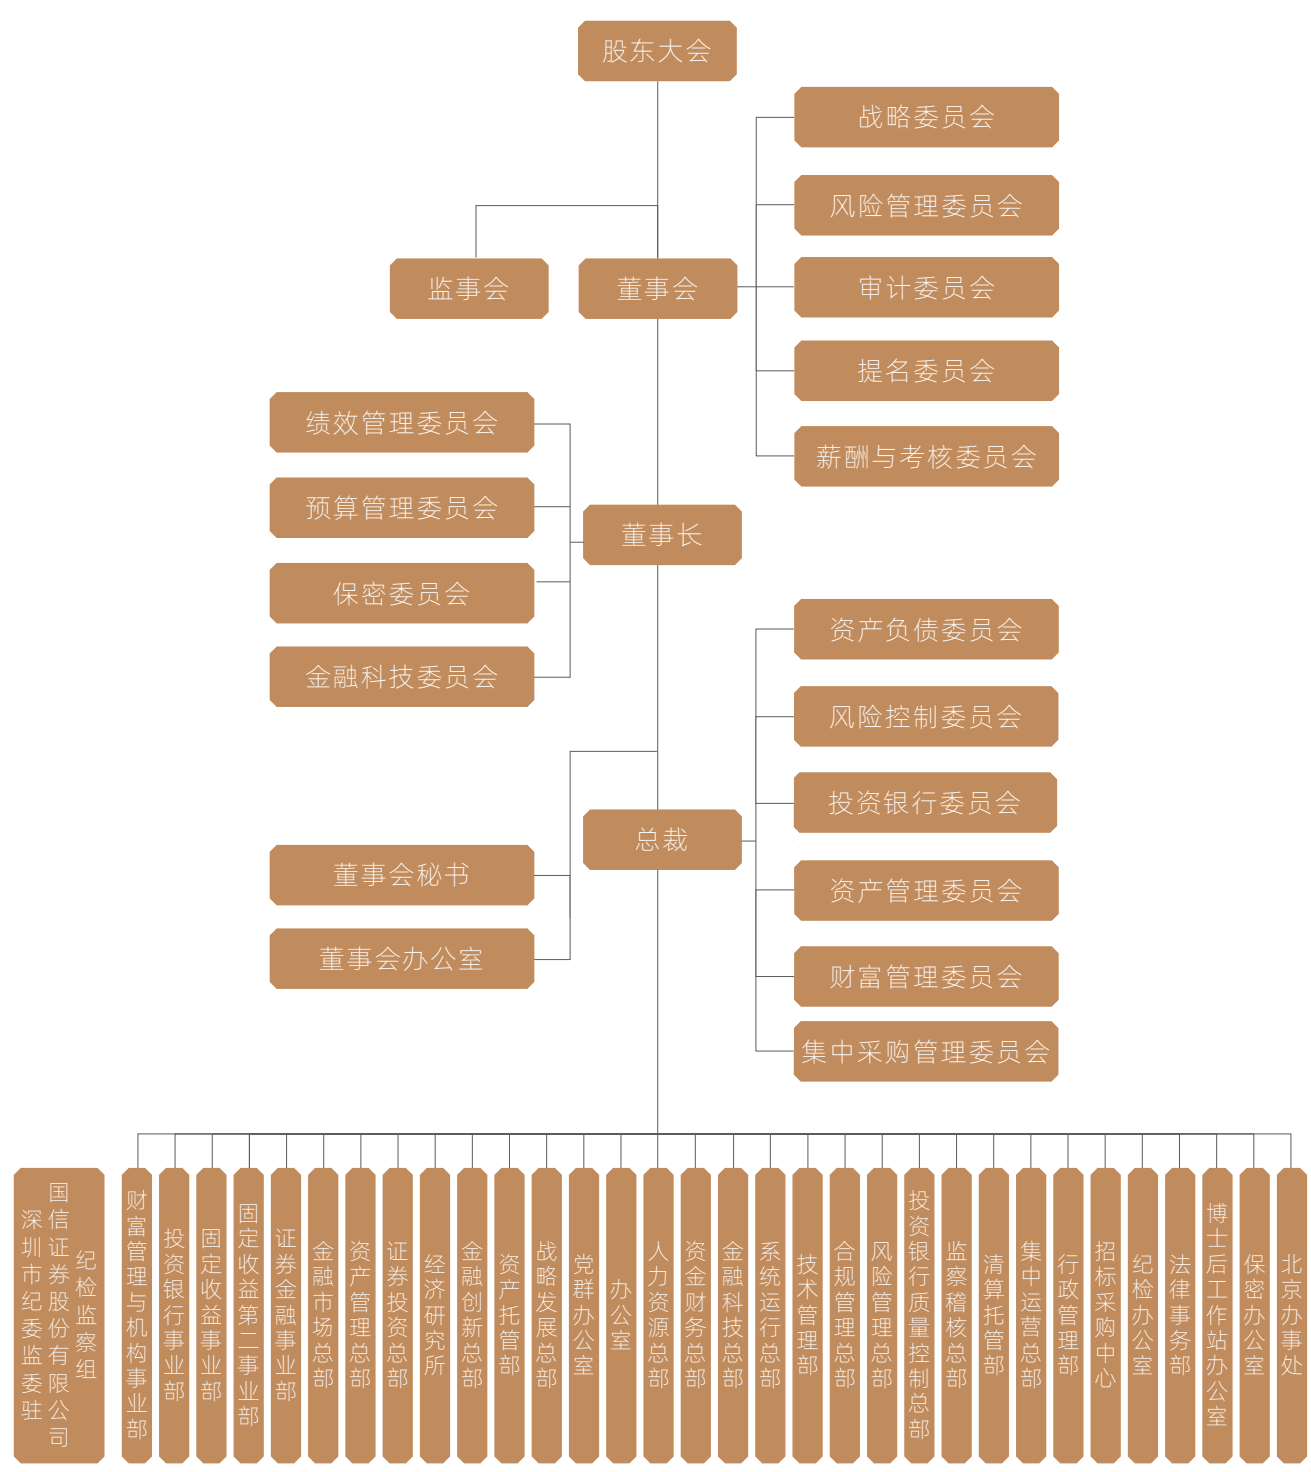 股东大会
战略委员会
风险管理委员会
监事会
董事会
审计委员会
提名委员会
绩效管理委员会
薪酬与考核委员会
预算管理委员会
董事长
保密委员会
资产负债委员会
金融科技委员会
风险控制委员会
投资银行委员会
总裁
董事会秘书
资产管理委员会
董事会办公室
财富管理委员会
集中采购管理委员会
深圳市纪委监委驻
国信证券股份有限公司
纪检监察组
财富管理与机构事业部
投资银行事业部
固定收益事业部
固定收益第二事业部
证券金融事业部
金融市场总部
资产管理总部
证券投资总部
经济研究所
金融创新总部
资产托管部
战略发展总部
党群办公室
办公室
人力资源总部
资金财务总部
金融科技总部
系统运行总部
技术管理部
合规管理总部
风险管理总部
投资银行质量控制总部
监察稽核总部
清算托管部
集中运营总部
行政管理部
招标采购中心
纪检办公室
法律事务部
博士后工作站办公室
保密办公室
北京办事处